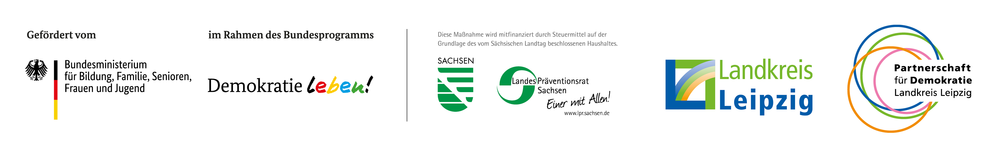 Gefördert vom
Bundesministerium
für Bildung, Familie, Senioren,
Frauen und Jugend
im Rahmen des Bundesprogramms
Demokratie leben!
Diese Maßnahme wird mitfinanziert durch Steuermittel auf der
Grundlage des vom Sächsischen Landtag beschlossenen Haushaltes.
SACHSEN
LandesPräventionsrat
Sachsen
Einer mit Allen!
www.lpr.sachsen.de
Landkreis
Leipzig
Partnerschaft
für Demokratie
Landkreis Leipzig